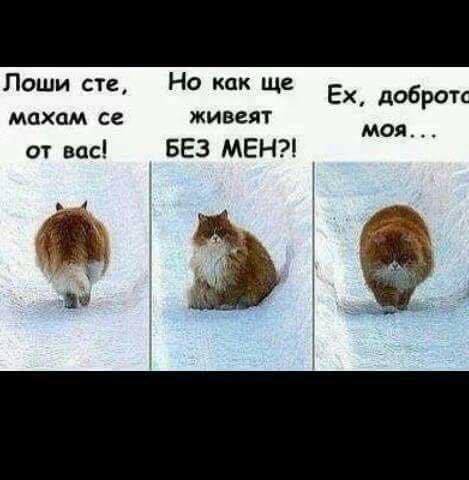 Лоши сте,
махам се
от вас!
Но как ще
живеят
БЕЗ МЕН?!
Ех, доброта
моя...